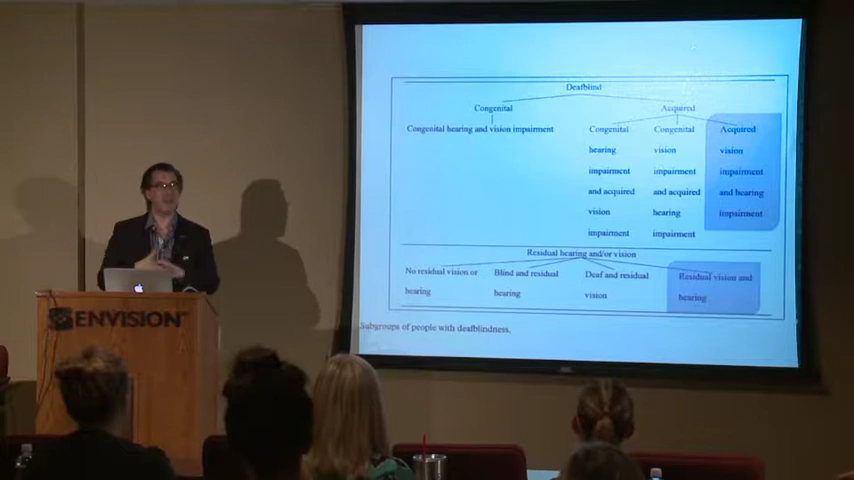 Deafblind
Congenital
Acquired
Congenital hearing and vision impairment
Congenital
hearing
impairment
and acquired
vision
impairment
Congenital
vision
impairment
and acquired
hearing
impairment
Acquired
vision
impairment
and hearing
impairment
Residual hearing and/or vision
No residual vision or
hearing
Blind and residual
hearing
Deaf and residual
vision
Residual vision and
hearing
Subgroups of people with deafblindness.
ENVISION